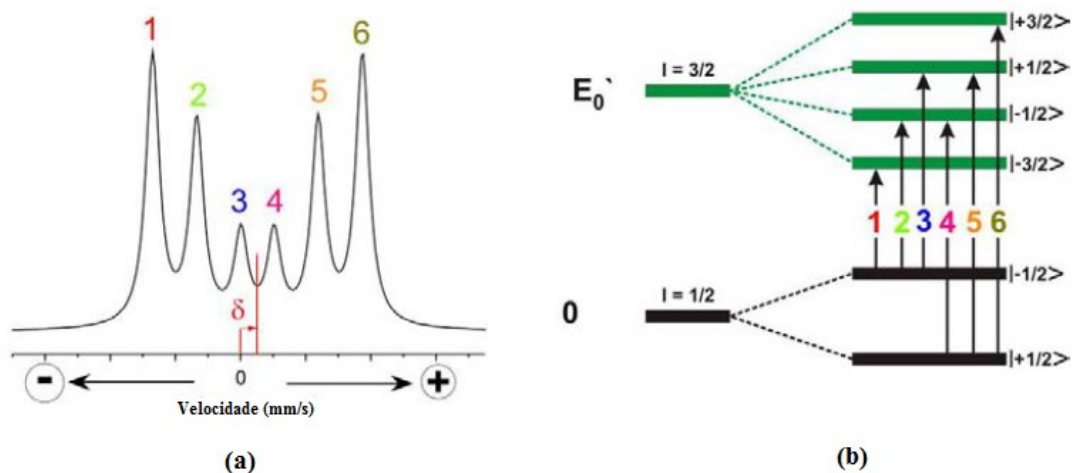 1
6
2
5
3
4
δ
-
0
+
Velocidade (mm/s)
(a)
|+3/2>
I = 3/2
|+1/2>
E₀`
|-1/2>
|-3/2>
1 2 3 4 5 6
I = 1/2
|-1/2>
0
|+1/2>
(b)